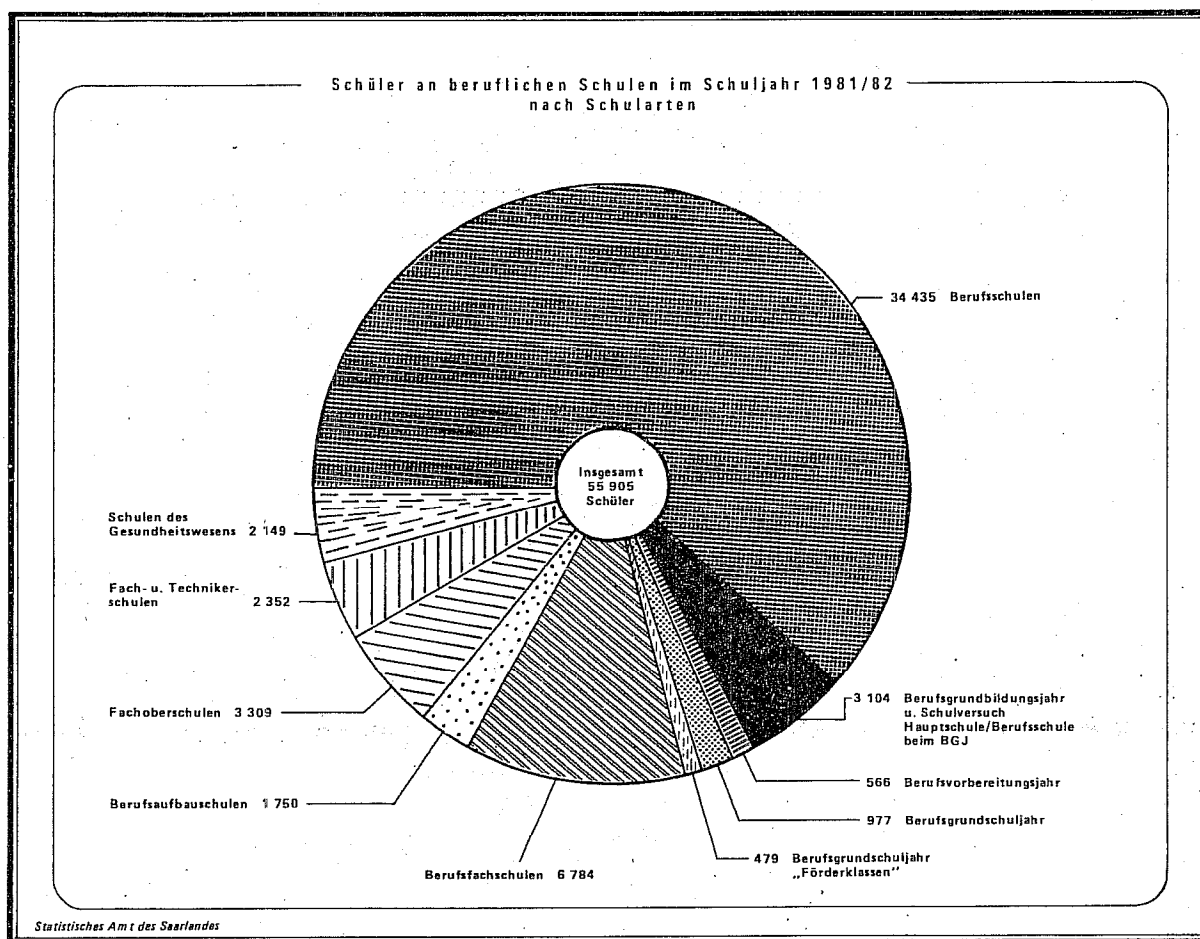 Schüler an beruflichen Schulen im Schuljahr 1981/82
nach Schularten
34 435 Berufsschulen
Insgesamt
55 905
Schüler
Schulen des
Gesundheitswesens 2 149
Fach- u. Techniker-
schulen 2 352
Fachoberschulen 3 309
Berufsaufbauschulen 1 750
Berufsfachschulen 6 784
3 104 Berufsgrundbildungsjahr
u. Schulversuch
Hauptschule/Berufsschule
beim BGJ
566 Berufsvorbereitungsjahr
977 Berufsgrundschuljahr
479 Berufsgrundschuljahr
„Förderklassen"
Statistisches Amt des Saarlandes